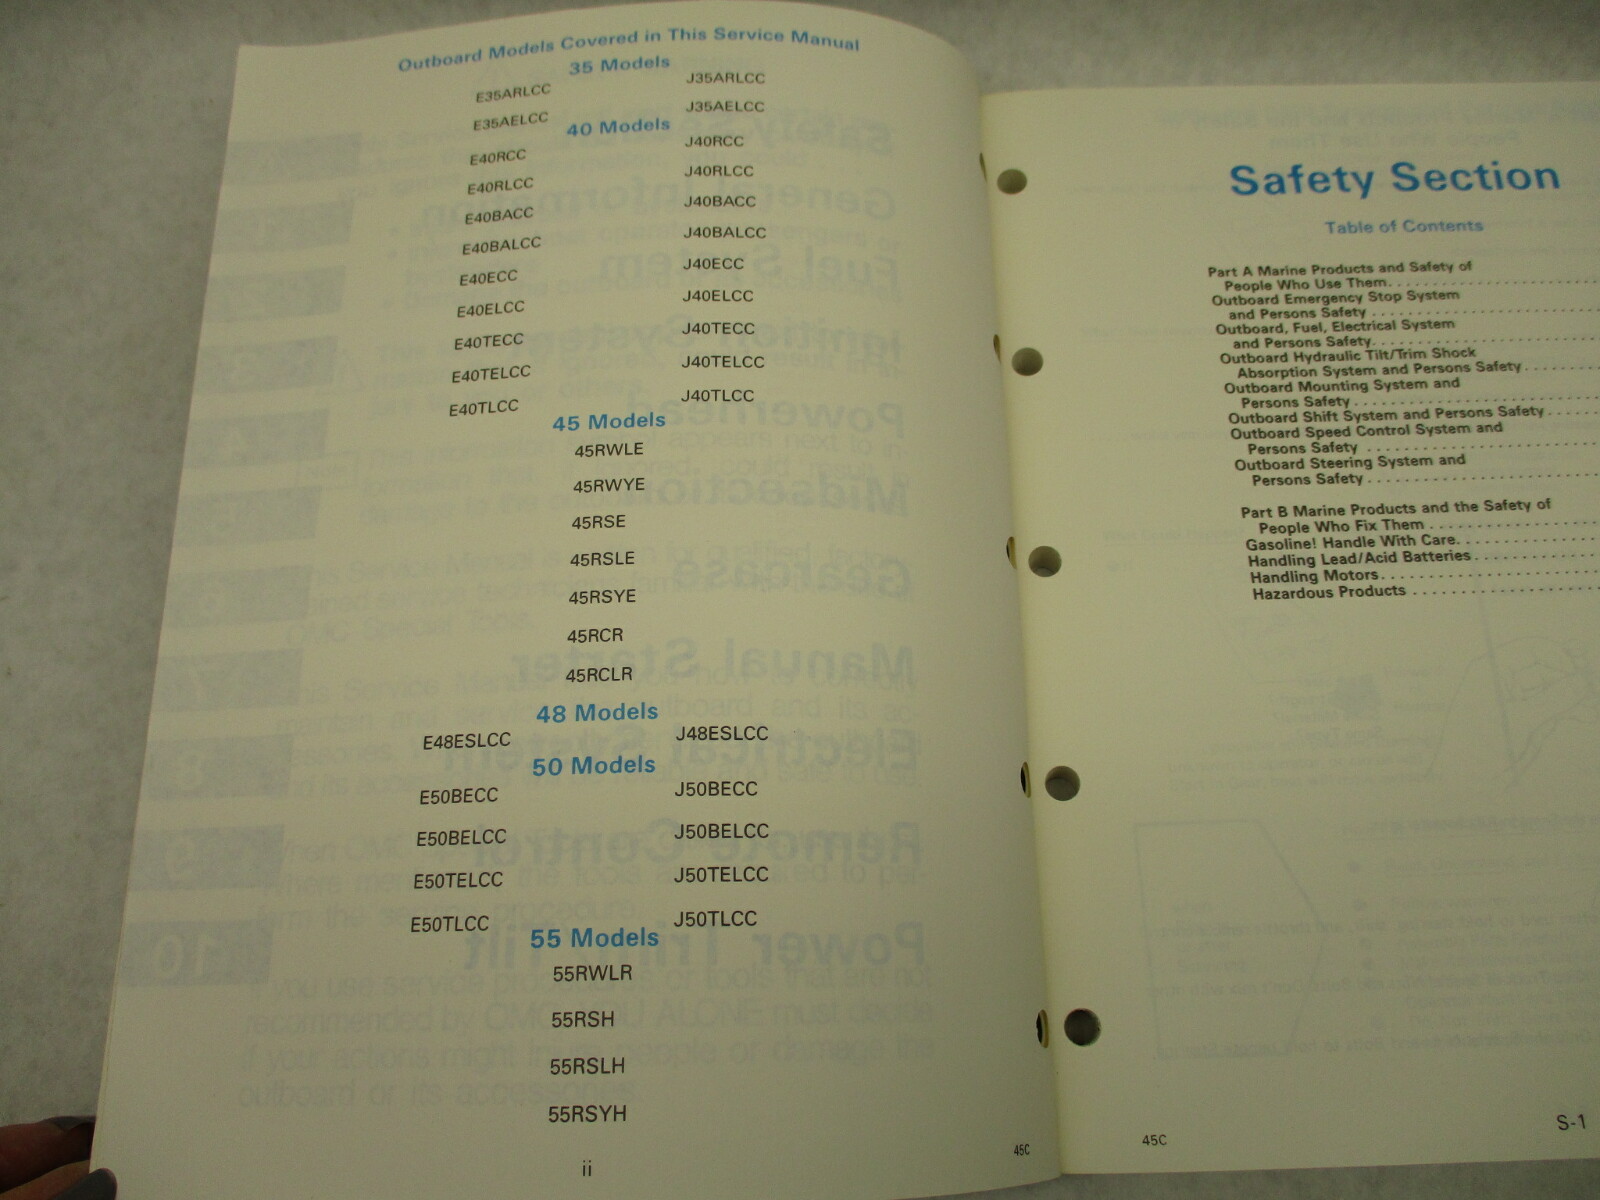 Outboard Models Covered in This Service Manual
35 Models
E35ARLCC J35ARLCC
E35AELCC J35AELCC
40 Models
E40RCC J40RCC
E40RLCC J40RLCC
E40BACC J40BACC
E40BALCC J40BALCC
E40ECC J40ECC
E40ELCC J40ELCC
E40TECC J40TECC
E40TELCC J40TELCC
E40TLCC J40TLCC
45 Models
45RWLE
45RWYE
45RSE
45RSLE
45RSYE
45RCR
45RCLR
48 Models
E48ESLCC J48ESLCC
50 Models
E50BECC J50BECC
E50BELCC J50BELCC
E50TELCC J50TELCC
E50TLCC J50TLCC
55 Models
55RWLR
55RSH
55RSLH
55RSYH
ii
45C
Safety Section
Table of Contents
Part A Marine Products and Safety of
People Who Use Them
Outboard Emergency Stop System
and Persons Safety
Outboard, Fuel, Electrical System
and Persons Safety
Outboard Hydraulic Tilt/Trim Shock
Absorption System and Persons Safety
Outboard Mounting System and
Persons Safety
Outboard Shift System and Persons Safety
Outboard Speed Control System and
Persons Safety
Outboard Steering System and
Persons Safety
Part B Marine Products and the Safety of
People Who Fix Them
Gasoline! Handle With Care
Handling Lead/Acid Batteries
Handling Motors
Hazardous Products
45C
S-1